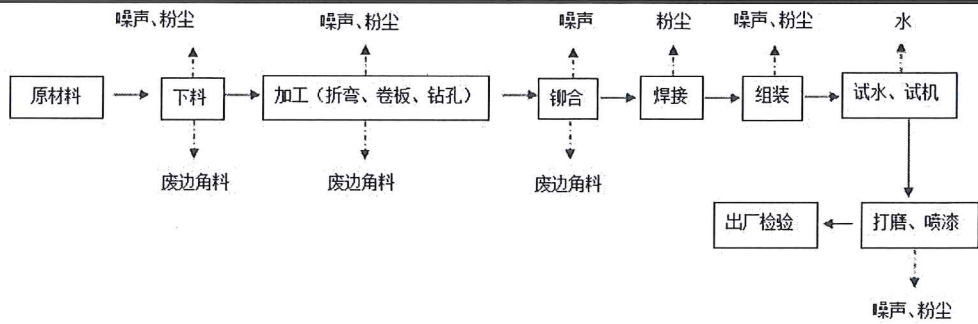 噪声、粉尘
噪声、粉尘
噪声
粉尘
噪声、粉尘
水
原材料
下料
加工（折弯、卷板、钻孔）
铆合
焊接
组装
试水、试机
废边角料
废边角料
废边角料
出厂检验
打磨、喷漆
噪声、粉尘